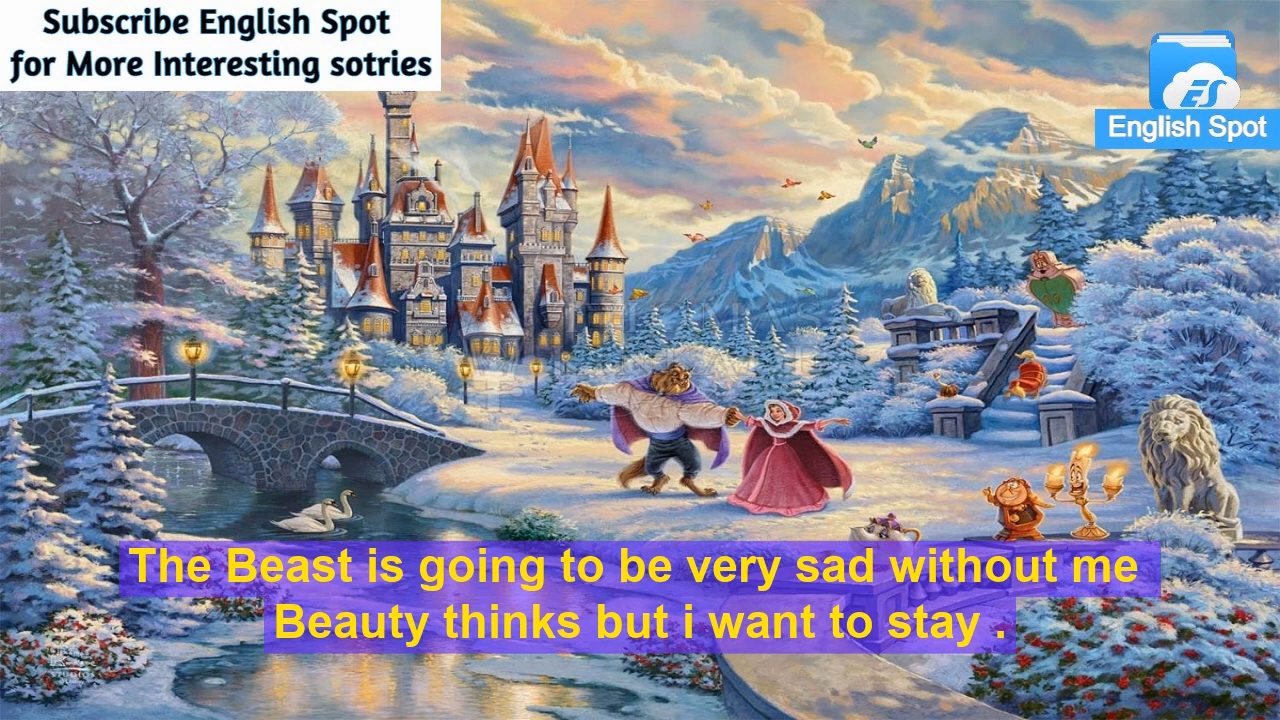 Subscribe English Spot
for More Interesting sotries
ES
English Spot
The Beast is going to be very sad without me
Beauty thinks but i want to stay .